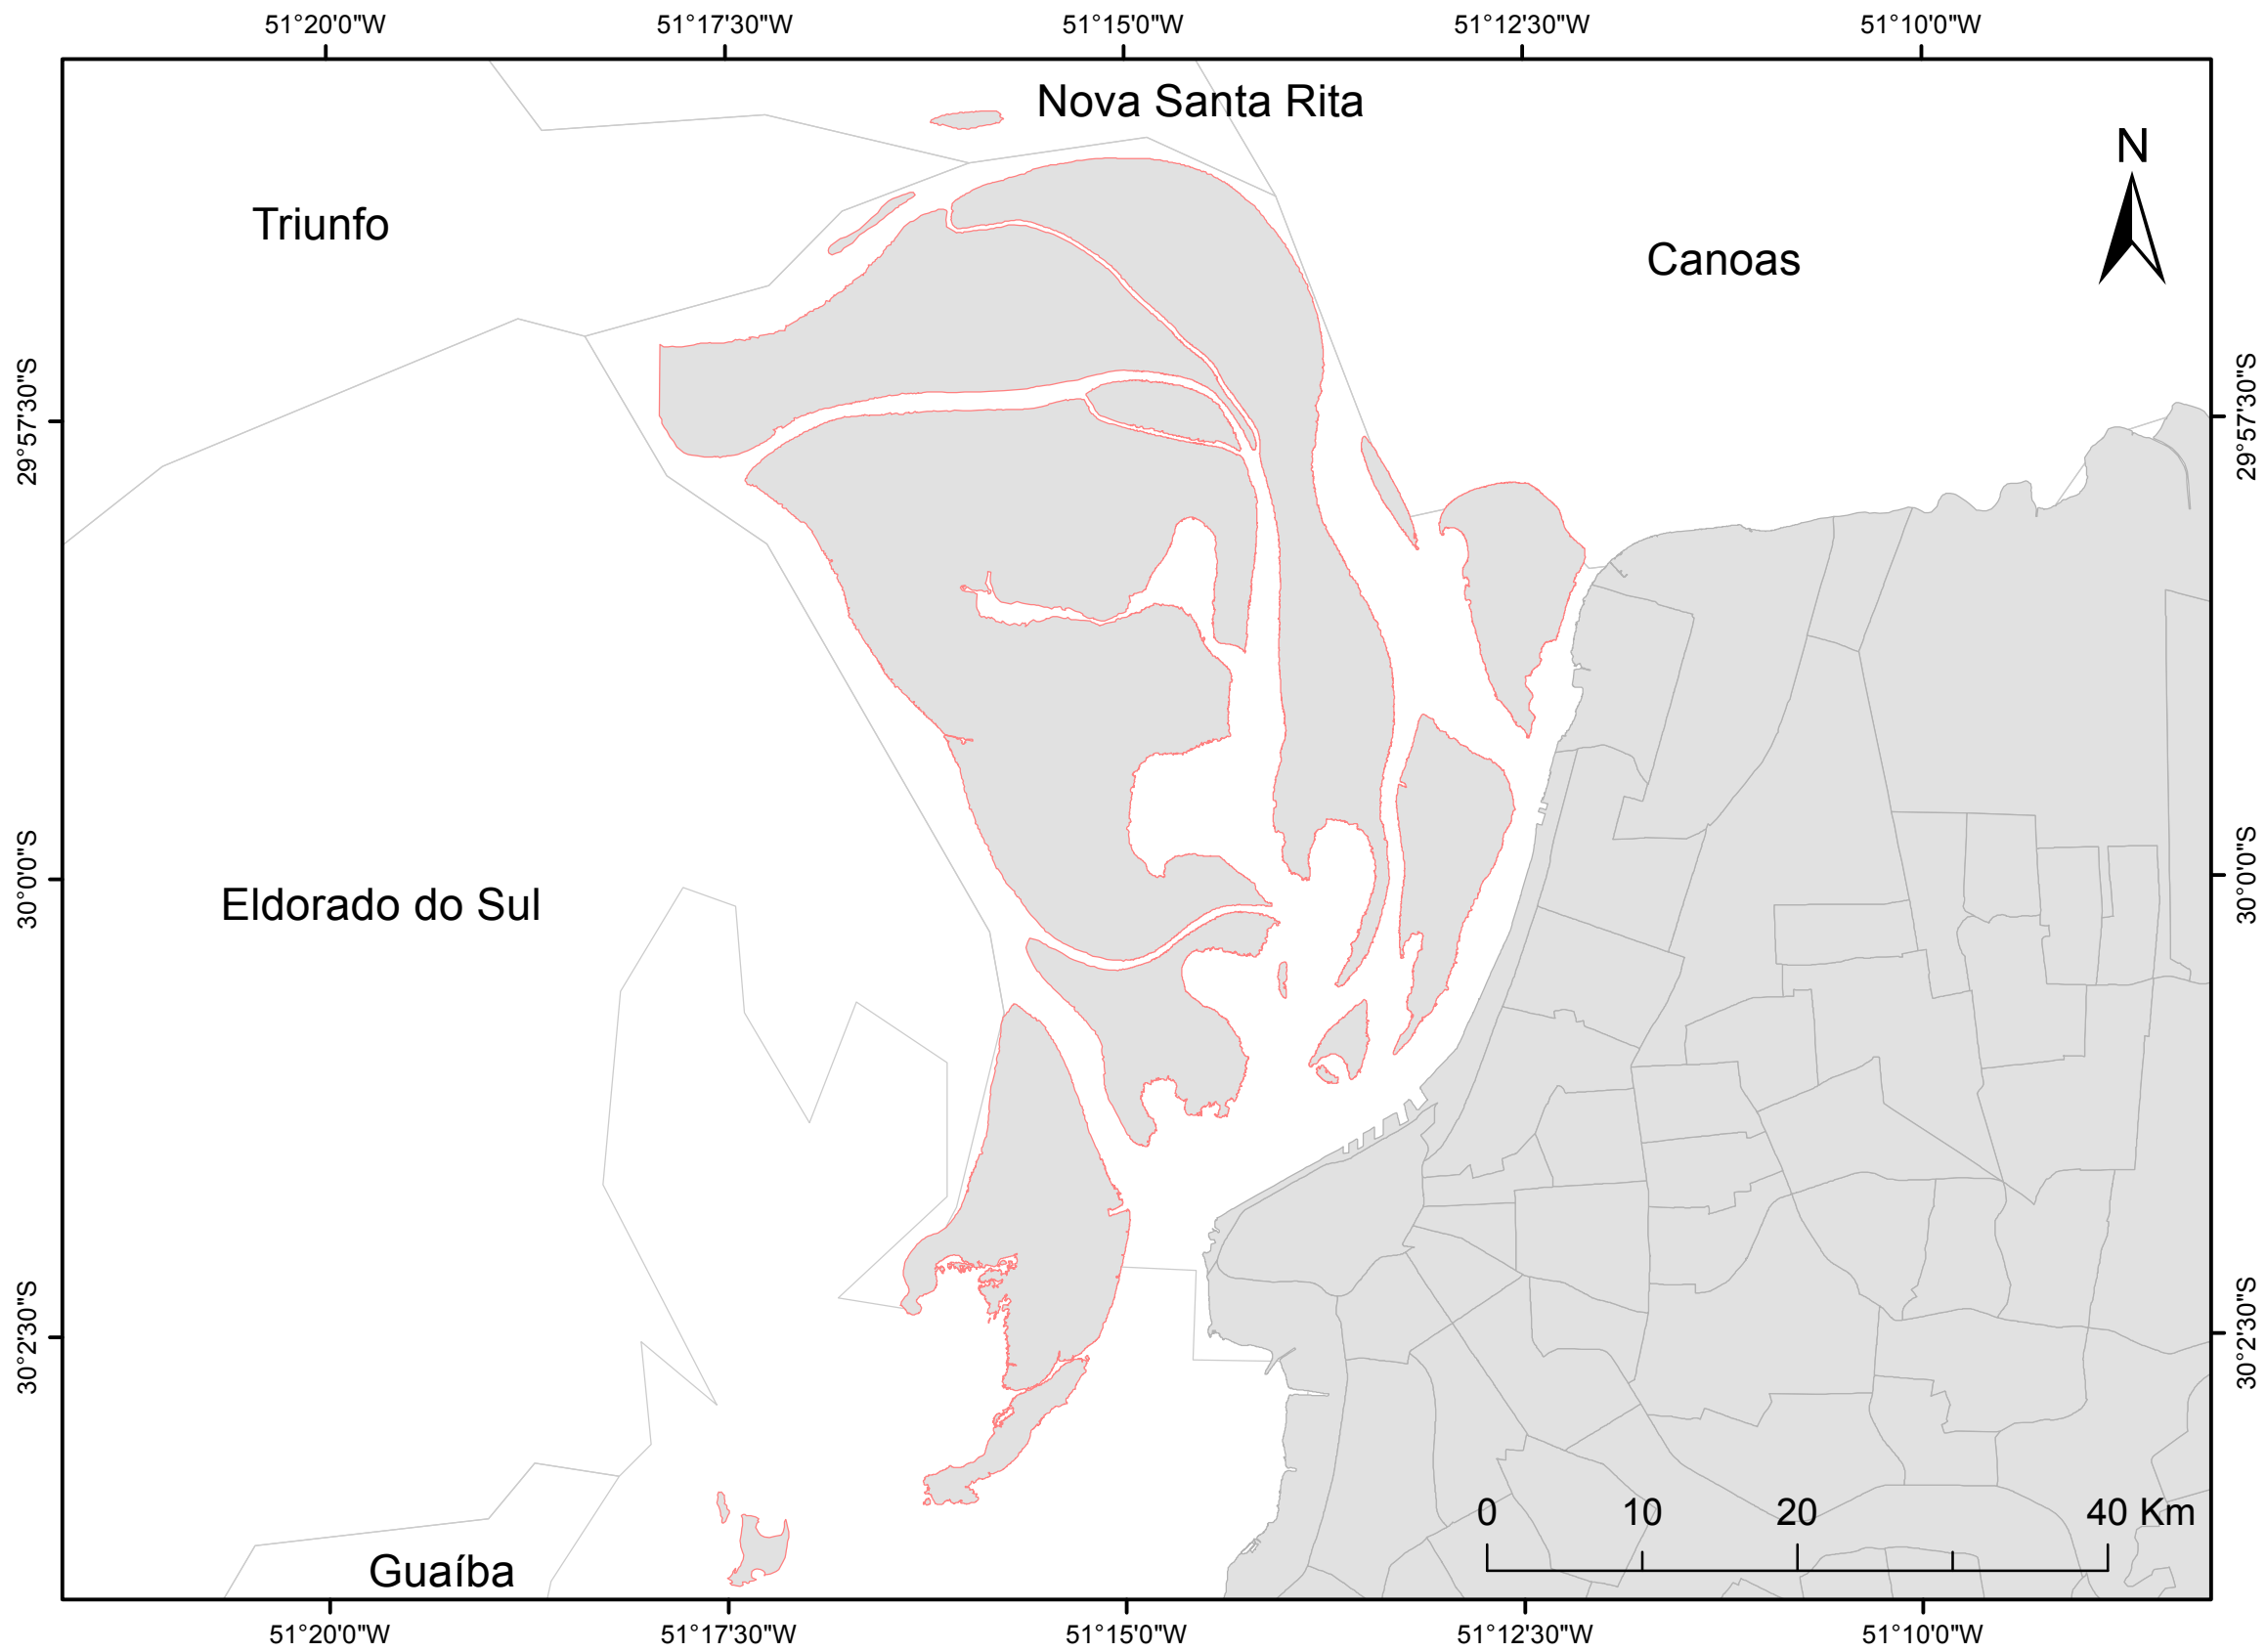 51°20'0"W
51°17'30"W
51°15'0"W
51°12'30"W
51°10'0"W
Nova Santa Rita
N
Triunfo
Canoas
29°57'30"S
29°57'30"S
30°0'0"S
30°0'0"S
Eldorado do Sul
30°2'30"S
30°2'30"S
0 10 20 40 Km
Guaíba
51°20'0"W
51°17'30"W
51°15'0"W
51°12'30"W
51°10'0"W